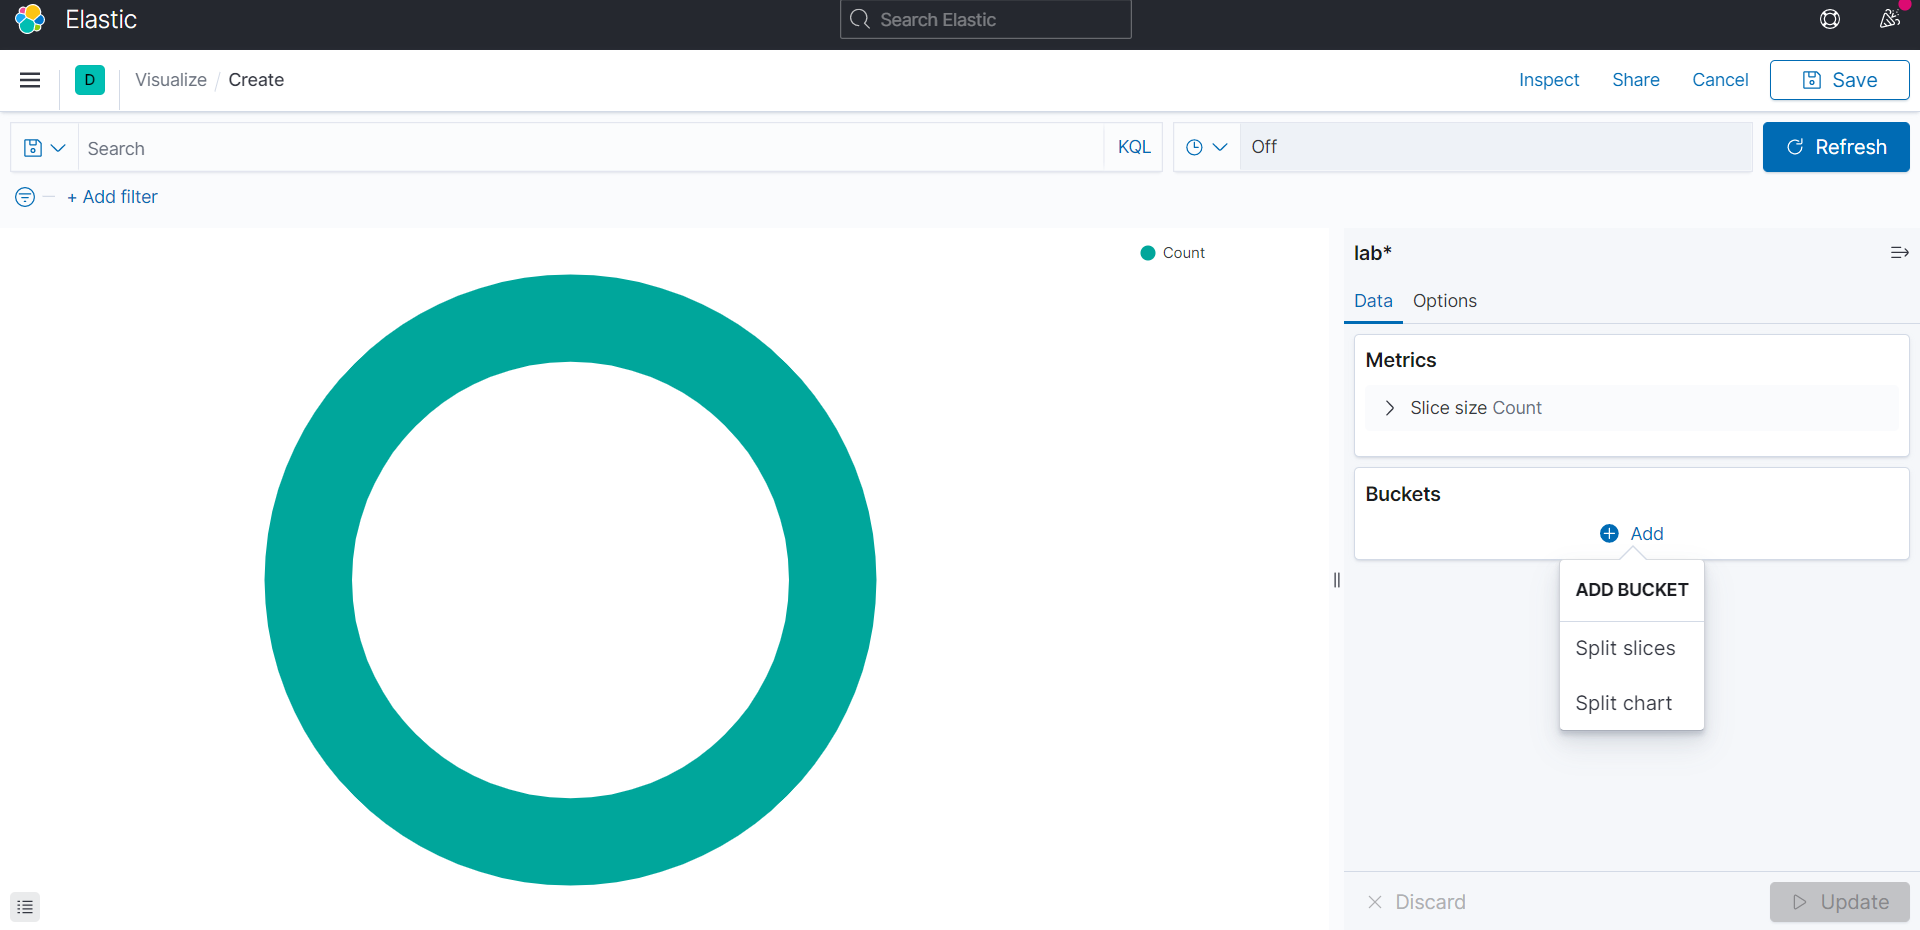 Elastic
Search Elastic
D
Visualize / Create
Inspect
Share
Cancel
Save
Search
KQL
Off
Refresh
+ Add filter
Count
lab*
Data
Options
Metrics
Slice size Count
Buckets
Add
ADD BUCKET
Split slices
Split chart
Discard
Update